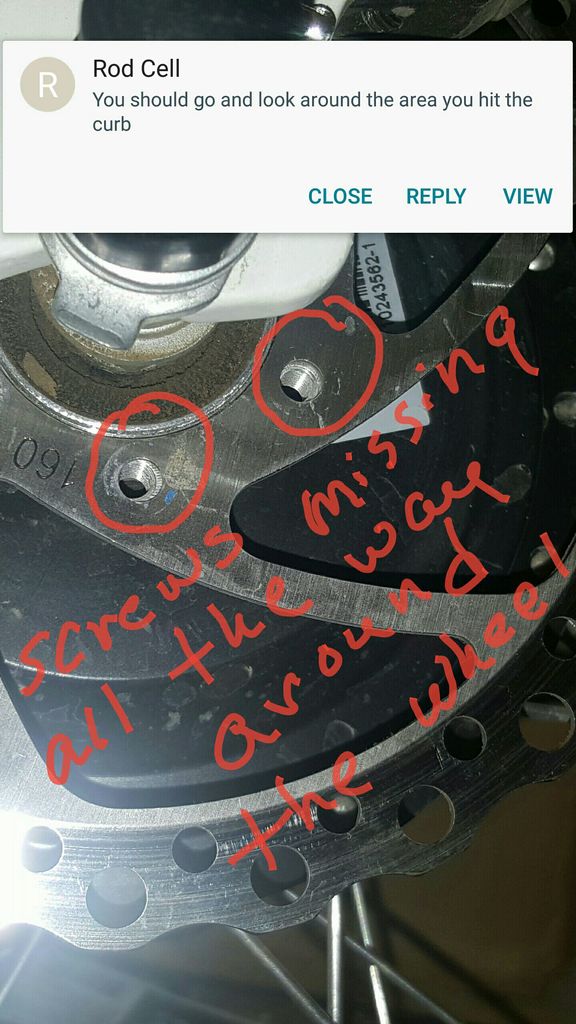 R
Rod Cell
You should go and look around the area you hit the
curb
CLOSE REPLY VIEW
0243562-1
160
screws missing
all the way
around
the wheel